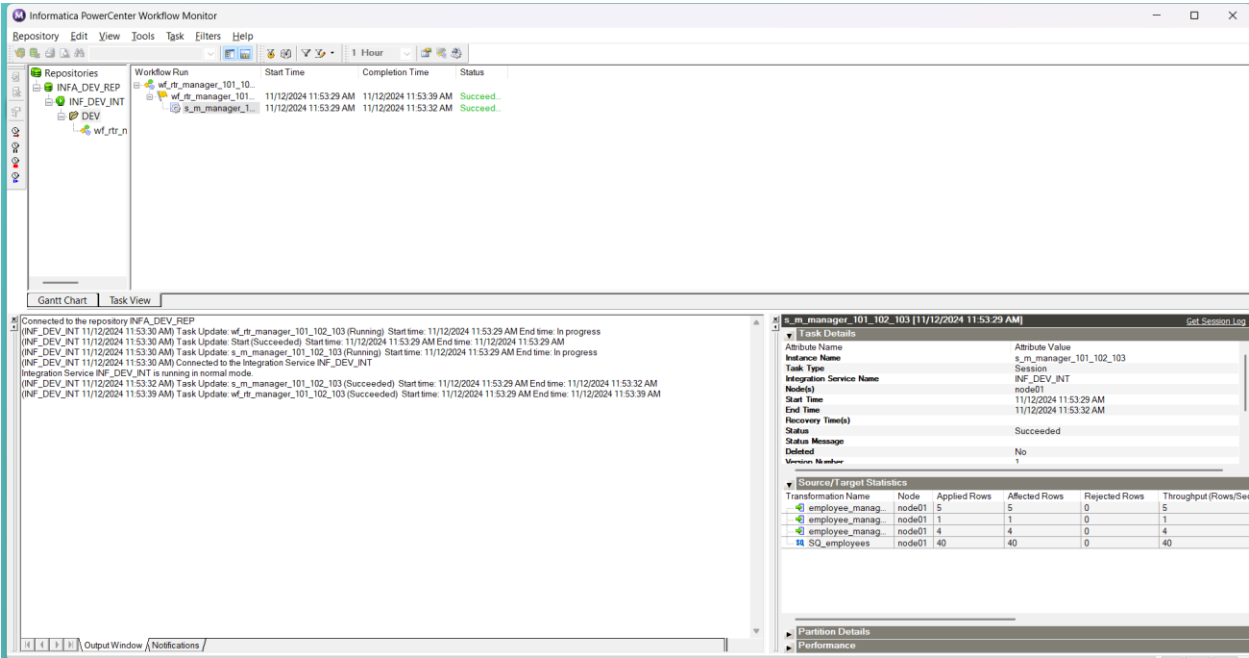 Informatica PowerCenter Workflow Monitor
Repository Edit View Tools Task Filters Help
1 Hour
Repositories
INFA_DEV_REP
INF_DEV_INT
DEV
wf_rtr_n
Workflow Run Start Time Completion Time Status
wf_rtr_manager_101_10...
wf_rtr_manager_101... 11/12/2024 11:53:29 AM 11/12/2024 11:53:39 AM Succeed...
s_m_manager_1... 11/12/2024 11:53:29 AM 11/12/2024 11:53:32 AM Succeed...
Gantt Chart Task View
Connected to the repository INFA_DEV_REP
(INF_DEV_INT 11/12/2024 11:53:30 AM) Task Update: wf_rtr_manager_101_102_103 (Running) Start time: 11/12/2024 11:53:29 AM End time: In progress
(INF_DEV_INT 11/12/2024 11:53:30 AM) Task Update: Start (Succeeded) Start time: 11/12/2024 11:53:29 AM End time: 11/12/2024 11:53:29 AM
(INF_DEV_INT 11/12/2024 11:53:30 AM) Task Update: s_m_manager_101_102_103 (Running) Start time: 11/12/2024 11:53:29 AM End time: In progress
(INF_DEV_INT 11/12/2024 11:53:30 AM) Connected to the Integration Service INF_DEV_INT
Integration Service INF_DEV_INT is running in normal mode.
(INF_DEV_INT 11/12/2024 11:53:32 AM) Task Update: s_m_manager_101_102_103 (Succeeded) Start time: 11/12/2024 11:53:29 AM End time: 11/12/2024 11:53:32 AM
(INF_DEV_INT 11/12/2024 11:53:39 AM) Task Update: wf_rtr_manager_101_102_103 (Succeeded) Start time: 11/12/2024 11:53:29 AM End time: 11/12/2024 11:53:39 AM
Output Window Notifications
s_m_manager_101_102_103 [11/12/2024 11:53:29 AM] Get Session Log
Task Details
Attribute Name Attribute Value
Instance Name s_m_manager_101_102_103
Task Type Session
Integration Service Name INF_DEV_INT
Node(s) node01
Start Time 11/12/2024 11:53:29 AM
End Time 11/12/2024 11:53:32 AM
Recovery Time(s)
Status Succeeded
Status Message
Deleted No
Version Number 1
Source/Target Statistics
Transformation Name Node Applied Rows Affected Rows Rejected Rows Throughput (Rows/Sec
employee_manag... node01 5 5 0 5
employee_manag... node01 1 1 0 1
employee_manag... node01 4 4 0 4
SQ_employees node01 40 40 0 40
Partition Details
Performance